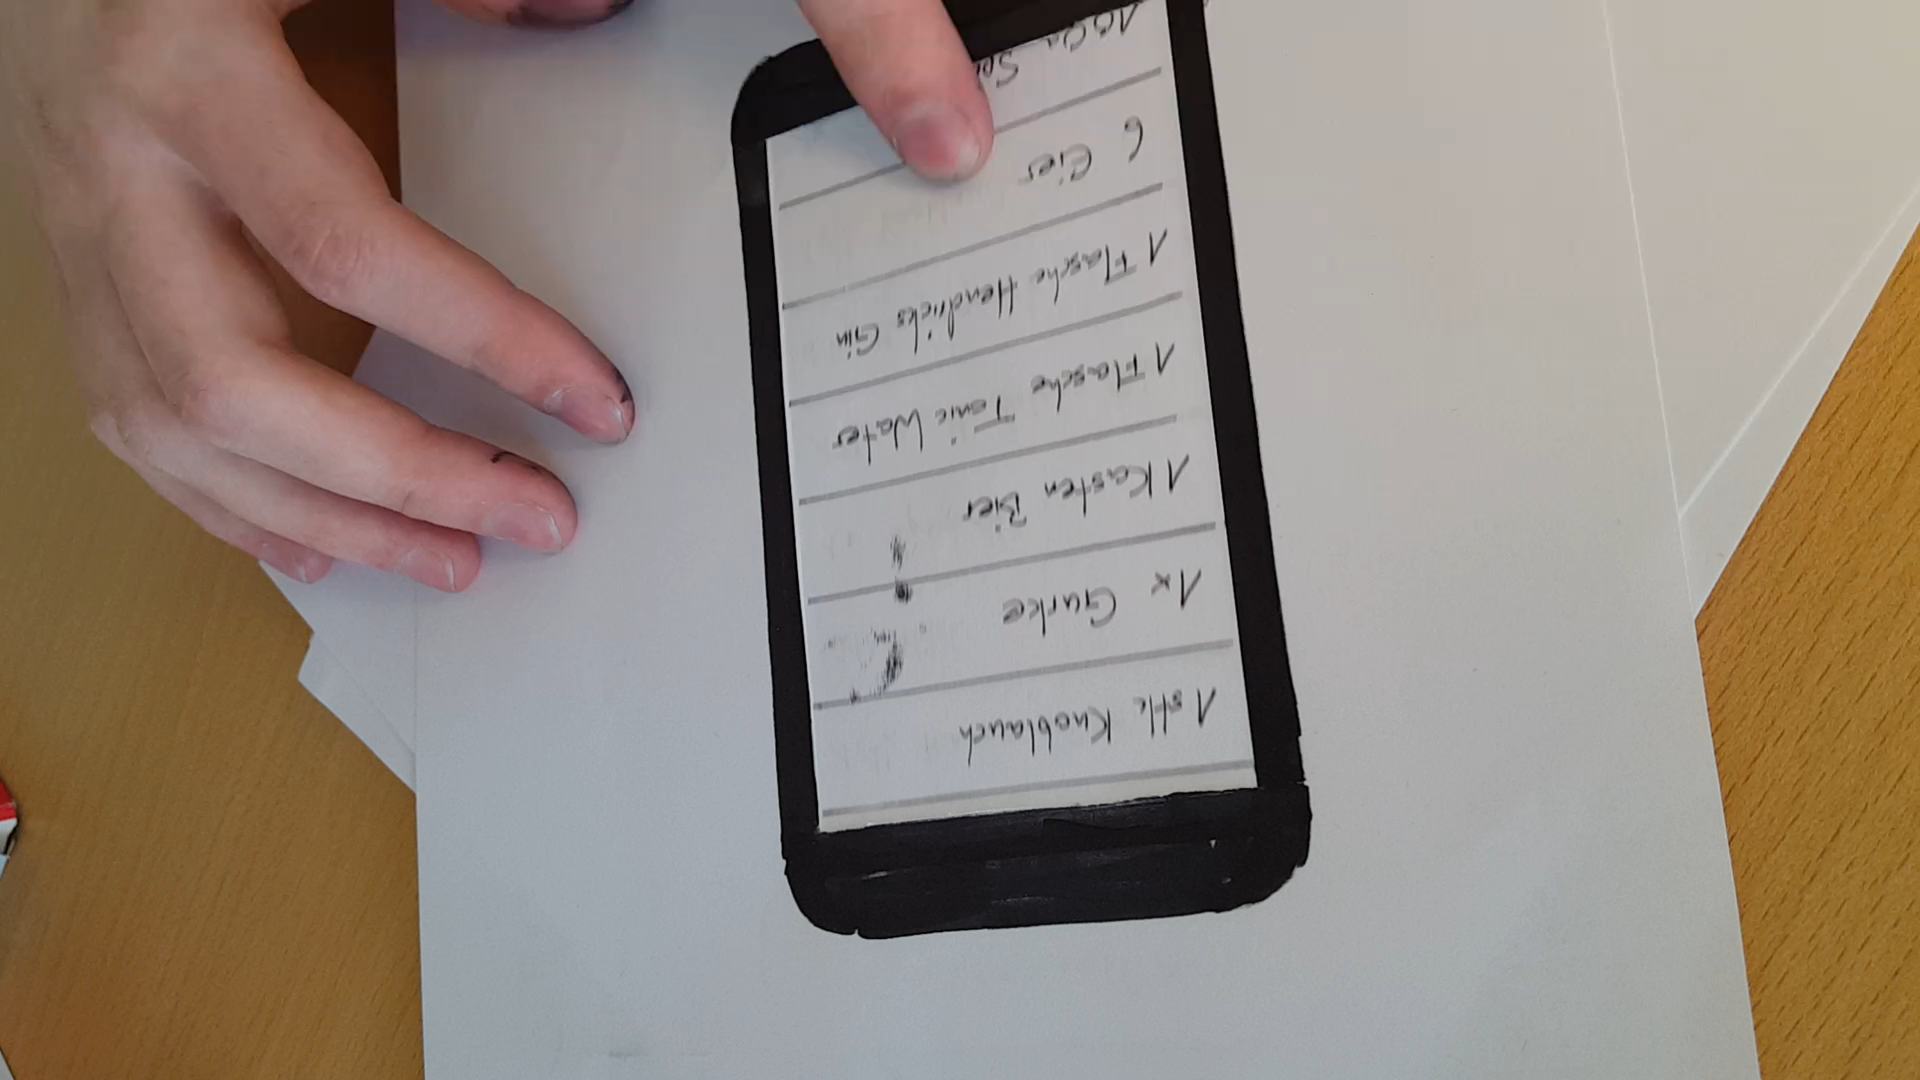 1 stk Knoblauch
1x Gurke
1 Kasten Bier
1 Flasche Tonic Water
1 Flasche Hendricks Gin
6 Eier